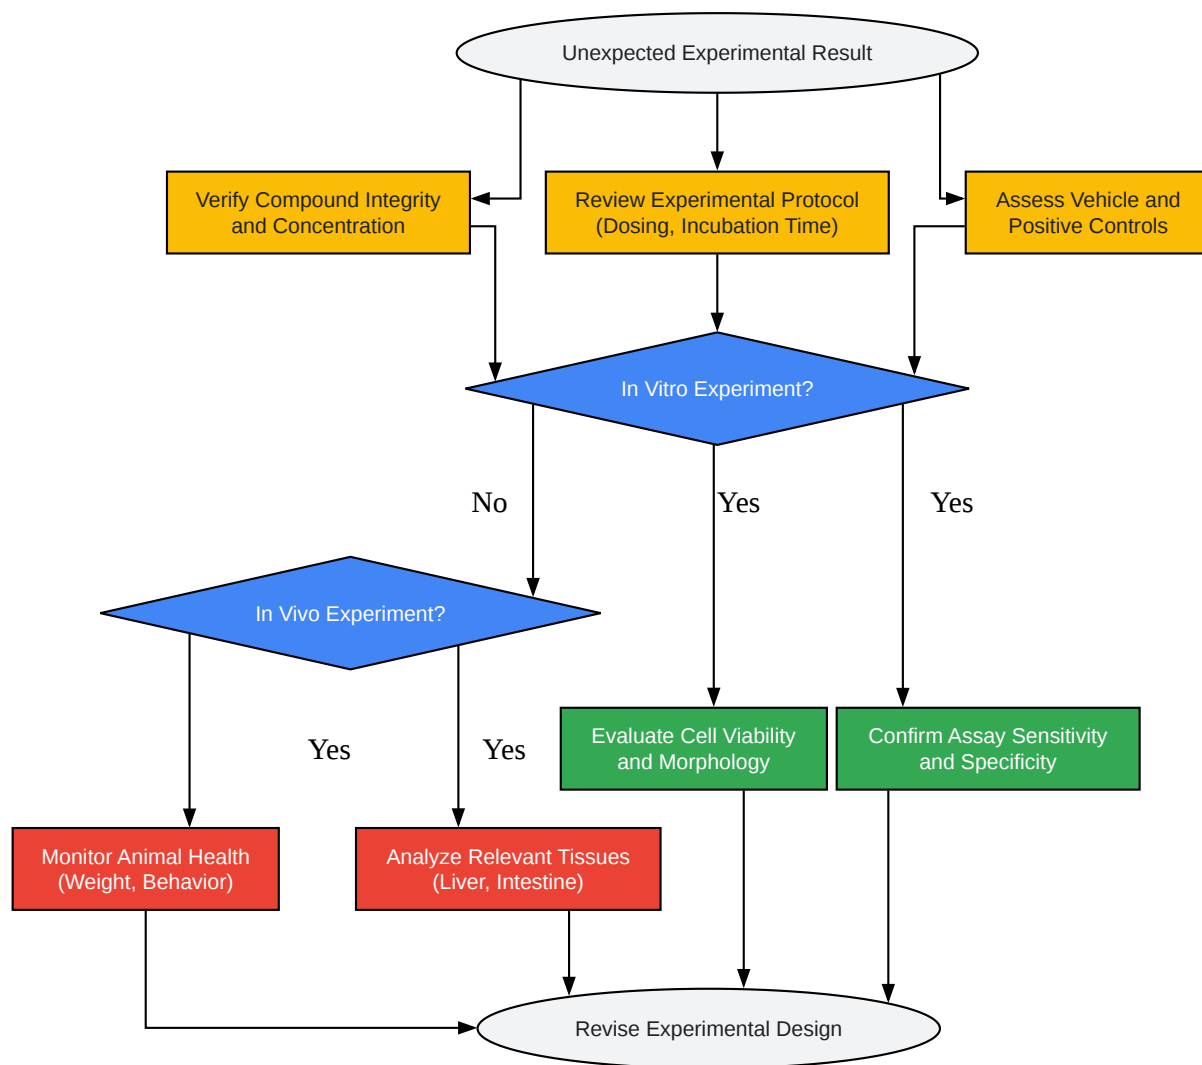 Unexpected Experimental Result
Verify Compound Integrity
and Concentration
Review Experimental Protocol
(Dosing, Incubation Time)
Assess Vehicle and
Positive Controls
In Vitro Experiment?
No
Yes
Yes
In Vivo Experiment?
Yes
Yes
Evaluate Cell Viability
and Morphology
Confirm Assay Sensitivity
and Specificity
Monitor Animal Health
(Weight, Behavior)
Analyze Relevant Tissues
(Liver, Intestine)
Revise Experimental Design